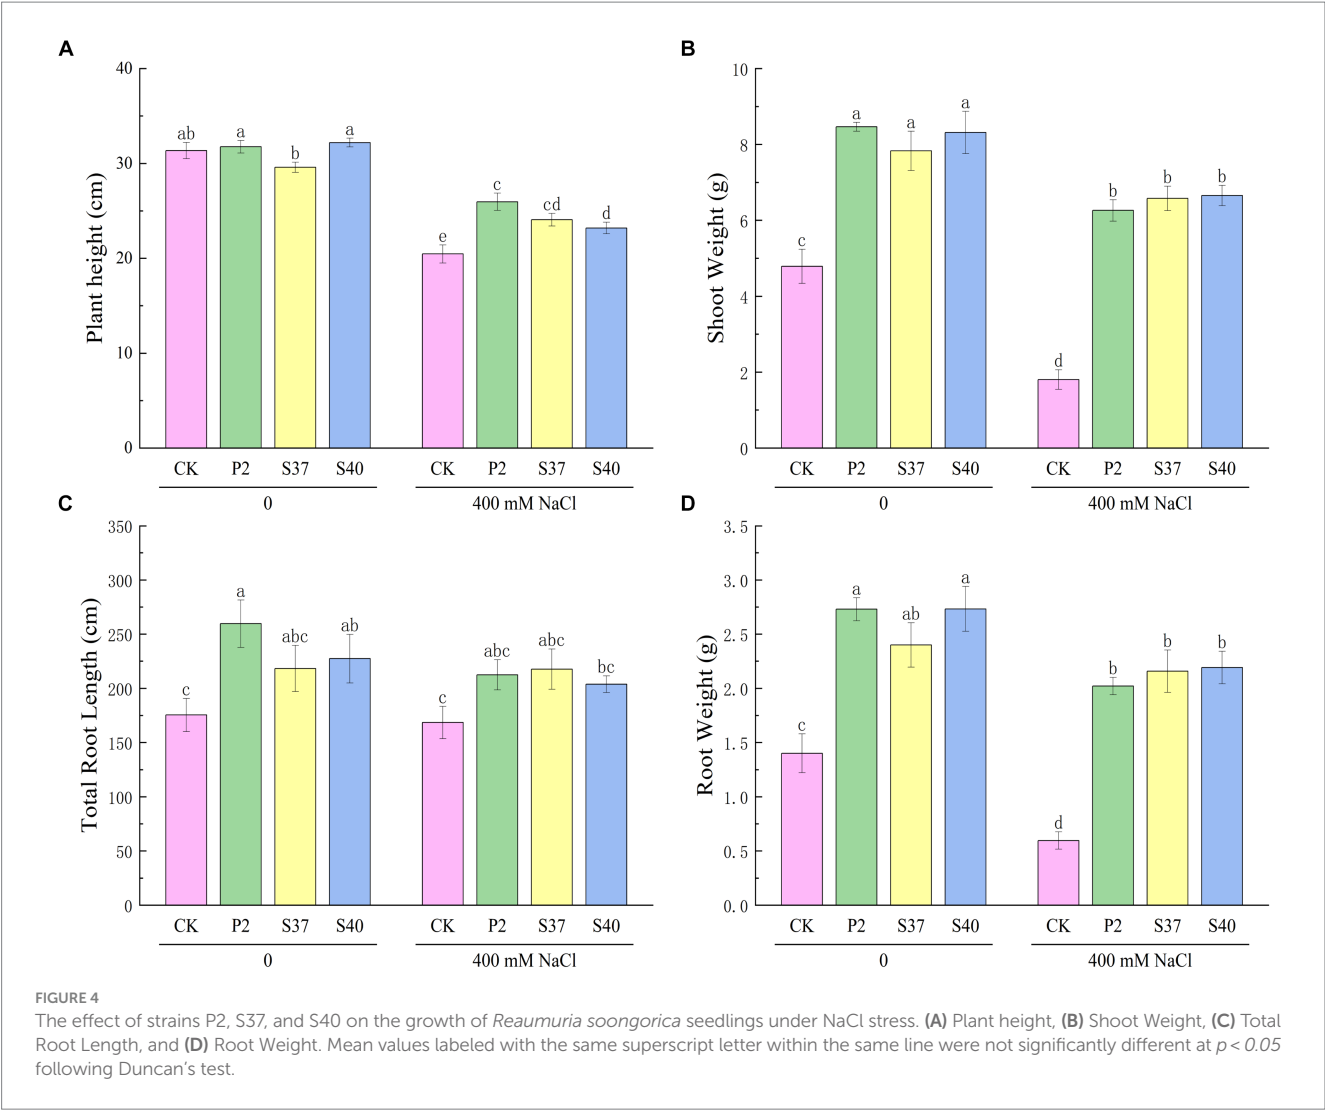 A
Plant height (cm)
40
30
20
10
0
ab
a
b
a
e
c
cd
d
CK P2 S37 S40 CK P2 S37 S40
0 400 mM NaCl
B
Shoot Weight (g)
10
8
6
4
2
0
c
a
a
a
d
b
b
b
CK P2 S37 S40 CK P2 S37 S40
0 400 mM NaCl
C
Total Root Length (cm)
350
300
250
200
150
100
50
0
c
a
abc
ab
c
abc
abc
bc
CK P2 S37 S40 CK P2 S37 S40
0 400 mM NaCl
D
Root Weight (g)
3.5
3.0
2.5
2.0
1.5
1.0
0.5
0.0
c
a
ab
a
d
b
b
b
CK P2 S37 S40 CK P2 S37 S40
0 400 mM NaCl
FIGURE 4
The effect of strains P2, S37, and S40 on the growth of Reaumuria soongorica seedlings under NaCl stress. (A) Plant height, (B) Shoot Weight, (C) Total
Root Length, and (D) Root Weight. Mean values labeled with the same superscript letter within the same line were not significantly different at p < 0.05
following Duncan's test.